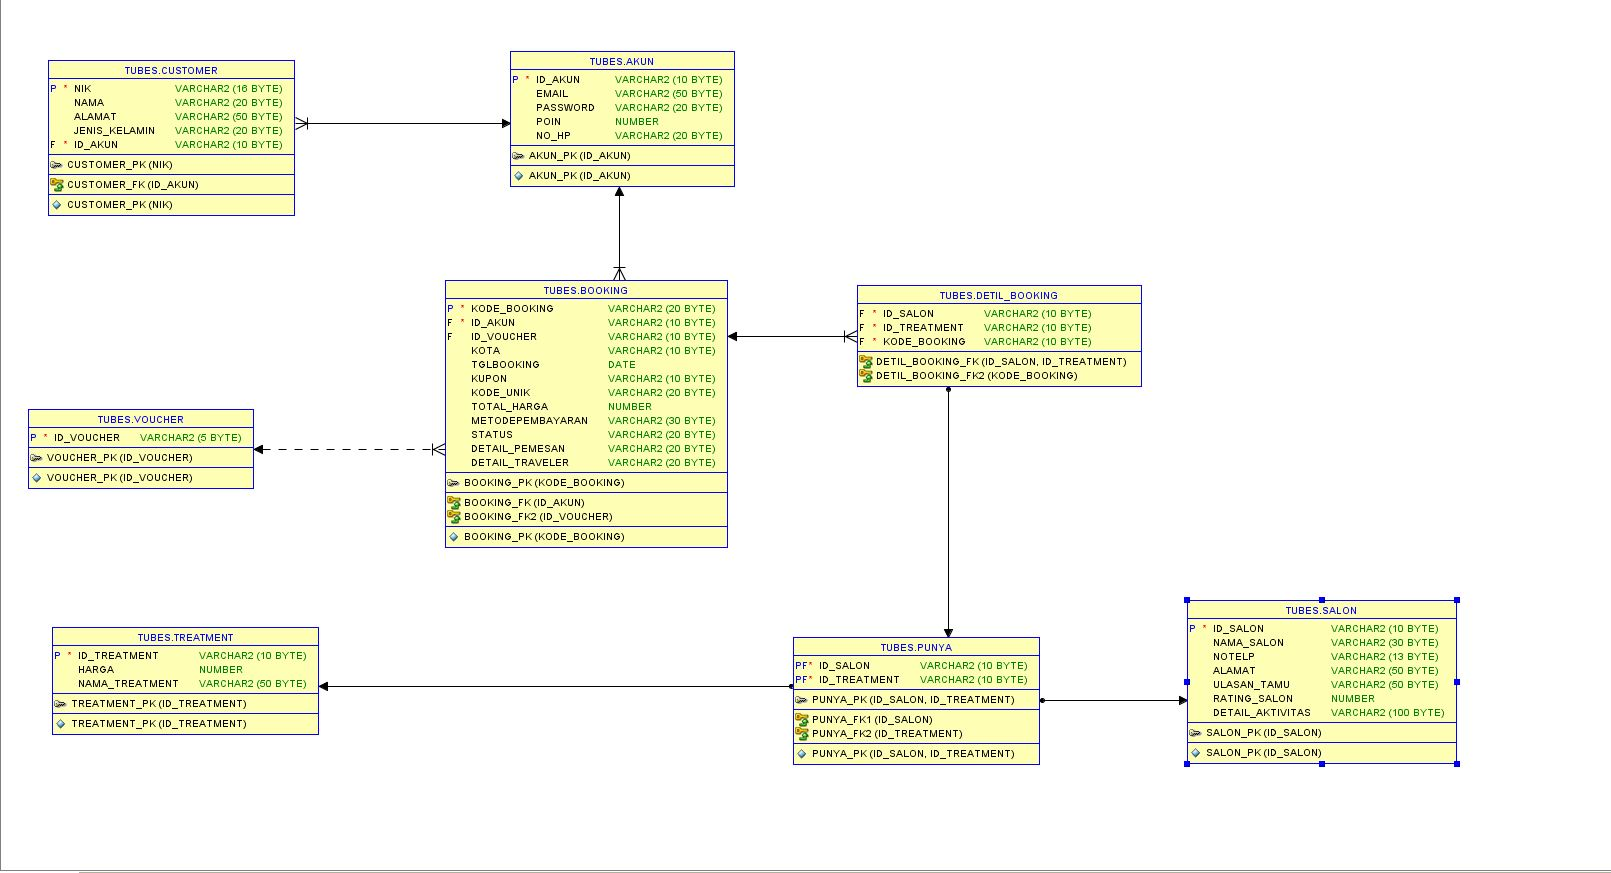 TUBES.CUSTOMER
P * NIK VARCHAR2 (16 BYTE)
NAMA VARCHAR2 (20 BYTE)
ALAMAT VARCHAR2 (50 BYTE)
JENIS_KELAMIN VARCHAR2 (20 BYTE)
F * ID_AKUN VARCHAR2 (10 BYTE)
CUSTOMER_PK (NIK)
CUSTOMER_FK (ID_AKUN)
CUSTOMER_PK (NIK)
TUBES.AKUN
P * ID_AKUN VARCHAR2 (10 BYTE)
EMAIL VARCHAR2 (50 BYTE)
PASSWORD VARCHAR2 (20 BYTE)
POIN NUMBER
NO_HP VARCHAR2 (20 BYTE)
AKUN_PK (ID_AKUN)
AKUN_PK (ID_AKUN)
TUBES.BOOKING
P * KODE_BOOKING VARCHAR2 (20 BYTE)
F * ID_AKUN VARCHAR2 (10 BYTE)
F ID_VOUCHER VARCHAR2 (10 BYTE)
KOTA VARCHAR2 (10 BYTE)
TGLBOOKING DATE
KUPON VARCHAR2 (10 BYTE)
KODE_UNIK VARCHAR2 (20 BYTE)
TOTAL_HARGA NUMBER
METODEPEMBAYARAN VARCHAR2 (30 BYTE)
STATUS VARCHAR2 (20 BYTE)
DETAIL_PEMESAN VARCHAR2 (20 BYTE)
DETAIL_TRAVELER VARCHAR2 (20 BYTE)
BOOKING_PK (KODE_BOOKING)
BOOKING_FK (ID_AKUN)
BOOKING_FK2 (ID_VOUCHER)
BOOKING_PK (KODE_BOOKING)
TUBES.DETIL_BOOKING
F * ID_SALON VARCHAR2 (10 BYTE)
F * ID_TREATMENT VARCHAR2 (10 BYTE)
F * KODE_BOOKING VARCHAR2 (10 BYTE)
DETIL_BOOKING_FK (ID_SALON, ID_TREATMENT)
DETIL_BOOKING_FK2 (KODE_BOOKING)
TUBES.VOUCHER
P * ID_VOUCHER VARCHAR2 (5 BYTE)
VOUCHER_PK (ID_VOUCHER)
VOUCHER_PK (ID_VOUCHER)
TUBES.TREATMENT
P * ID_TREATMENT VARCHAR2 (10 BYTE)
HARGA NUMBER
NAMA_TREATMENT VARCHAR2 (50 BYTE)
TREATMENT_PK (ID_TREATMENT)
TREATMENT_PK (ID_TREATMENT)
TUBES.PUNYA
PF* ID_SALON VARCHAR2 (10 BYTE)
PF* ID_TREATMENT VARCHAR2 (10 BYTE)
PUNYA_PK (ID_SALON, ID_TREATMENT)
PUNYA_FK1 (ID_SALON)
PUNYA_FK2 (ID_TREATMENT)
PUNYA_PK (ID_SALON, ID_TREATMENT)
TUBES.SALON
P * ID_SALON VARCHAR2 (10 BYTE)
NAMA_SALON VARCHAR2 (30 BYTE)
NOTELP VARCHAR2 (13 BYTE)
ALAMAT VARCHAR2 (50 BYTE)
ULASAN_TAMU VARCHAR2 (50 BYTE)
RATING_SALON NUMBER
DETAIL_AKTIVITAS VARCHAR2 (100 BYTE)
SALON_PK (ID_SALON)
SALON_PK (ID_SALON)